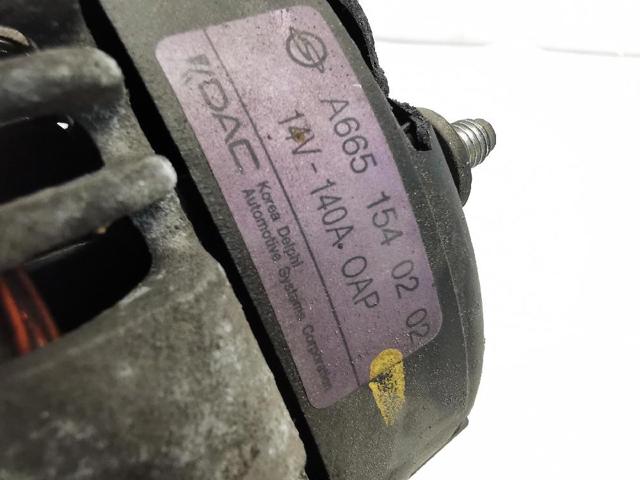 A665 154 02 02
14V-140A.OAP
KDAC
Korea Delphi
Automotive Systems Corporation